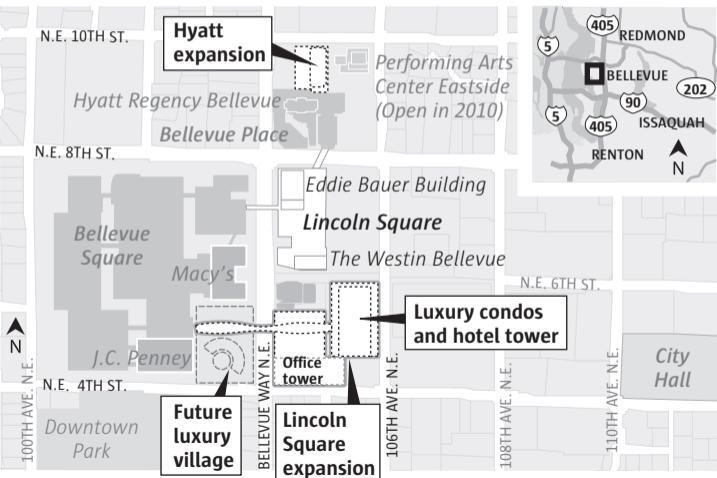 N.E. 10TH ST.
Hyatt
expansion
Performing Arts
Center Eastside
(Open in 2010)
Hyatt Regency Bellevue
Bellevue Place
N.E. 8TH ST.
Eddie Bauer Building
Lincoln Square
The Westin Bellevue
Bellevue
Square
Macy's
N.E. 6TH ST.
Luxury condos
and hotel tower
N
J.C. Penney
Office
tower
City
Hall
N.E. 4TH ST.
Future
luxury
village
Lincoln
Square
expansion
Downtown
Park
100TH AVE. N.E.
BELLEVUE WAY N.E.
106TH AVE. N.E.
108TH AVE. N.E.
110TH AVE. N.E.
405
REDMOND
5
BELLEVUE
202
90
5
405
ISSAQUAH
RENTON
N